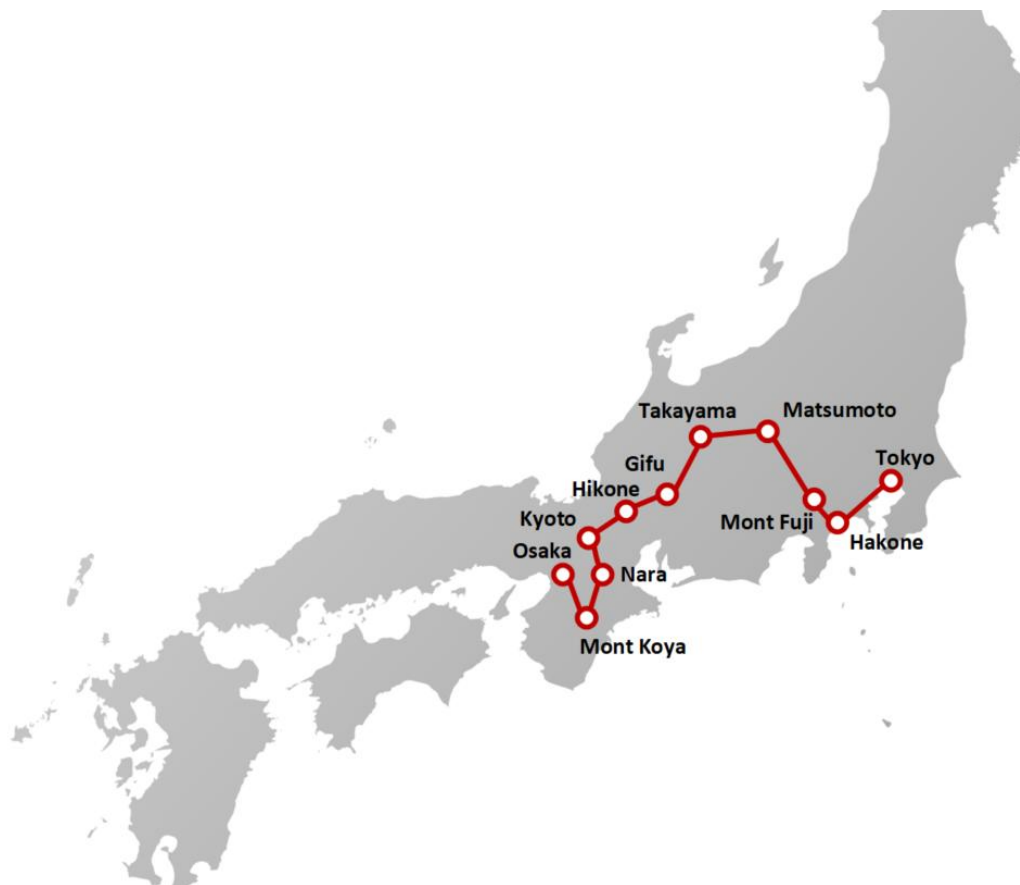 Takayama
Matsumoto
Gifu
Tokyo
Hikone
Kyoto
Mont Fuji
Hakone
Osaka
Nara
Mont Koya